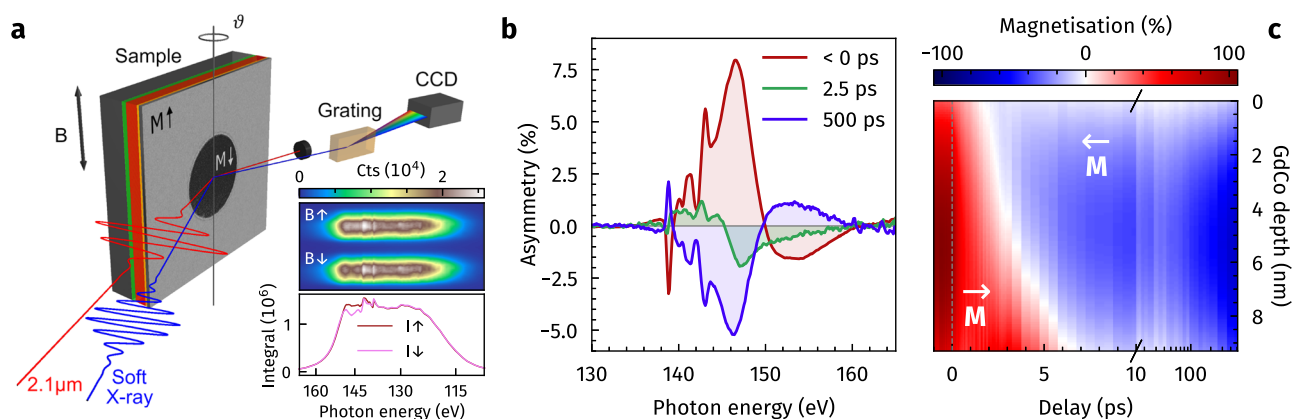 a
ϑ
Sample
CCD
Grating
B
M↑
M↓
Cts (10⁴)
0 2
B↑
B↓
Integral (10⁶)
1
0
I↑
I↓
160 145 130 115
Photon energy (eV)
2.1μm
Soft
X-ray
b
Asymmetry (%)
7.5
5.0
2.5
0.0
−2.5
−5.0
< 0 ps
2.5 ps
500 ps
130 140 150 160
Photon energy (eV)
c
Magnetisation (%)
−100 0 100
← M
→ M
0
2
4
6
8
GdCo depth (nm)
0 5 10 100
Delay (ps)